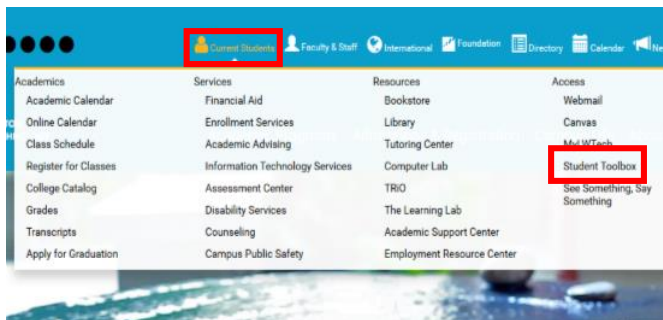 Current Students Faculty & Staff International Foundation Directory Calendar
Academics Services Resources Access
Academic Calendar Financial Aid Bookstore Webmail
Online Calendar Enrollment Services Library Canvas
Class Schedule Academic Advising Tutoring Center MyLWTech
Register for Classes Information Technology Services Computer Lab Student Toolbox
College Catalog Assessment Center TRiO See Something, Say
Something
Grades Disability Services The Learning Lab
Transcripts Counseling Academic Support Center
Apply for Graduation Campus Public Safety Employment Resource Center